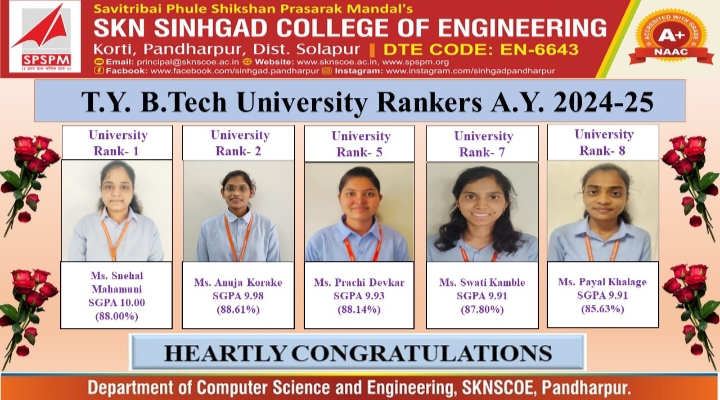 Savitribai Phule Shikshan Prasarak Mandal's
SKN SINHGAD COLLEGE OF ENGINEERING
Korti, Pandharpur, Dist. Solapur | DTE CODE: EN-6643
Email: principal@sknscoe.ac.in Website: www.sknscoe.ac.in, www.spspm.org
Facbook: www.facebook.com/sinhgad.pandharpur Instagram: www.instagram.com/sinhgadpandharpur
SPSPM
ACCREDITED WITH GRADE
A+
NAAC
T.Y. B.Tech University Rankers A.Y. 2024-25
University
Rank- 1
University
Rank- 2
University
Rank- 5
University
Rank- 7
University
Rank- 8
Ms. Snehal
Mahamuni
SGPA 10.00
(88.00%)
Ms. Anuja Korake
SGPA 9.98
(88.61%)
Ms. Prachi Devkar
SGPA 9.93
(88.14%)
Ms. Swati Kamble
SGPA 9.91
(87.80%)
Ms. Payal Khalage
SGPA 9.91
(85.63%)
HEARTLY CONGRATULATIONS
Department of Computer Science and Engineering, SKNSCOE, Pandharpur.